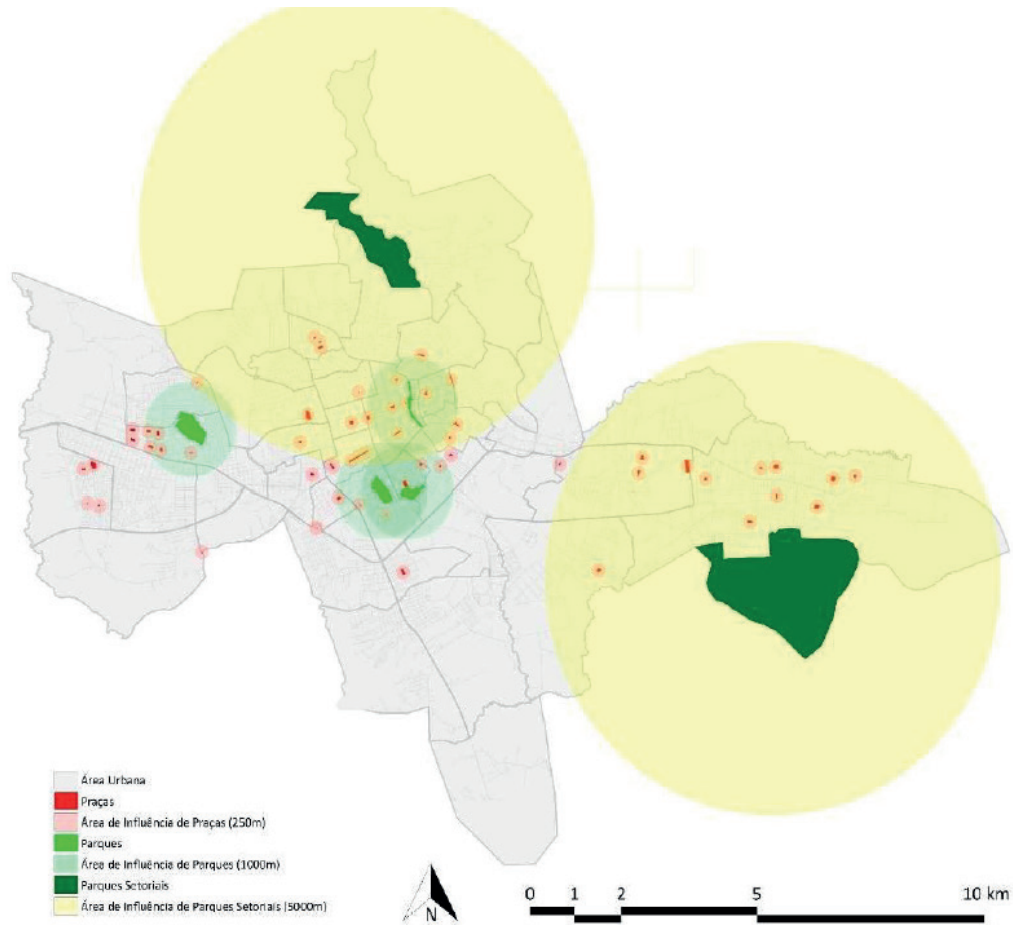 Área Urbana
Praças
Área de Influência de Praças (250m)
Parques
Área de Influência de Parques (1000m)
Parques Setoriais
Área de Influência de Parques Setoriais (5000m)
N
0 1 2 5 10 km